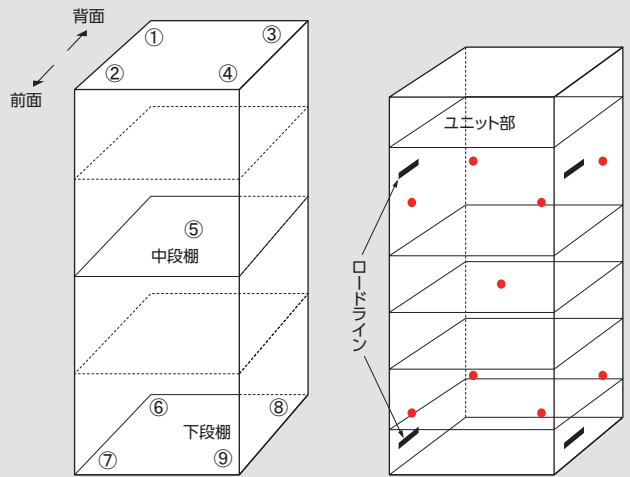 背面
前面
①
③
②
④
⑤
中段棚
⑥
⑧
下段棚
⑦
⑨
ユニット部
ロードライン